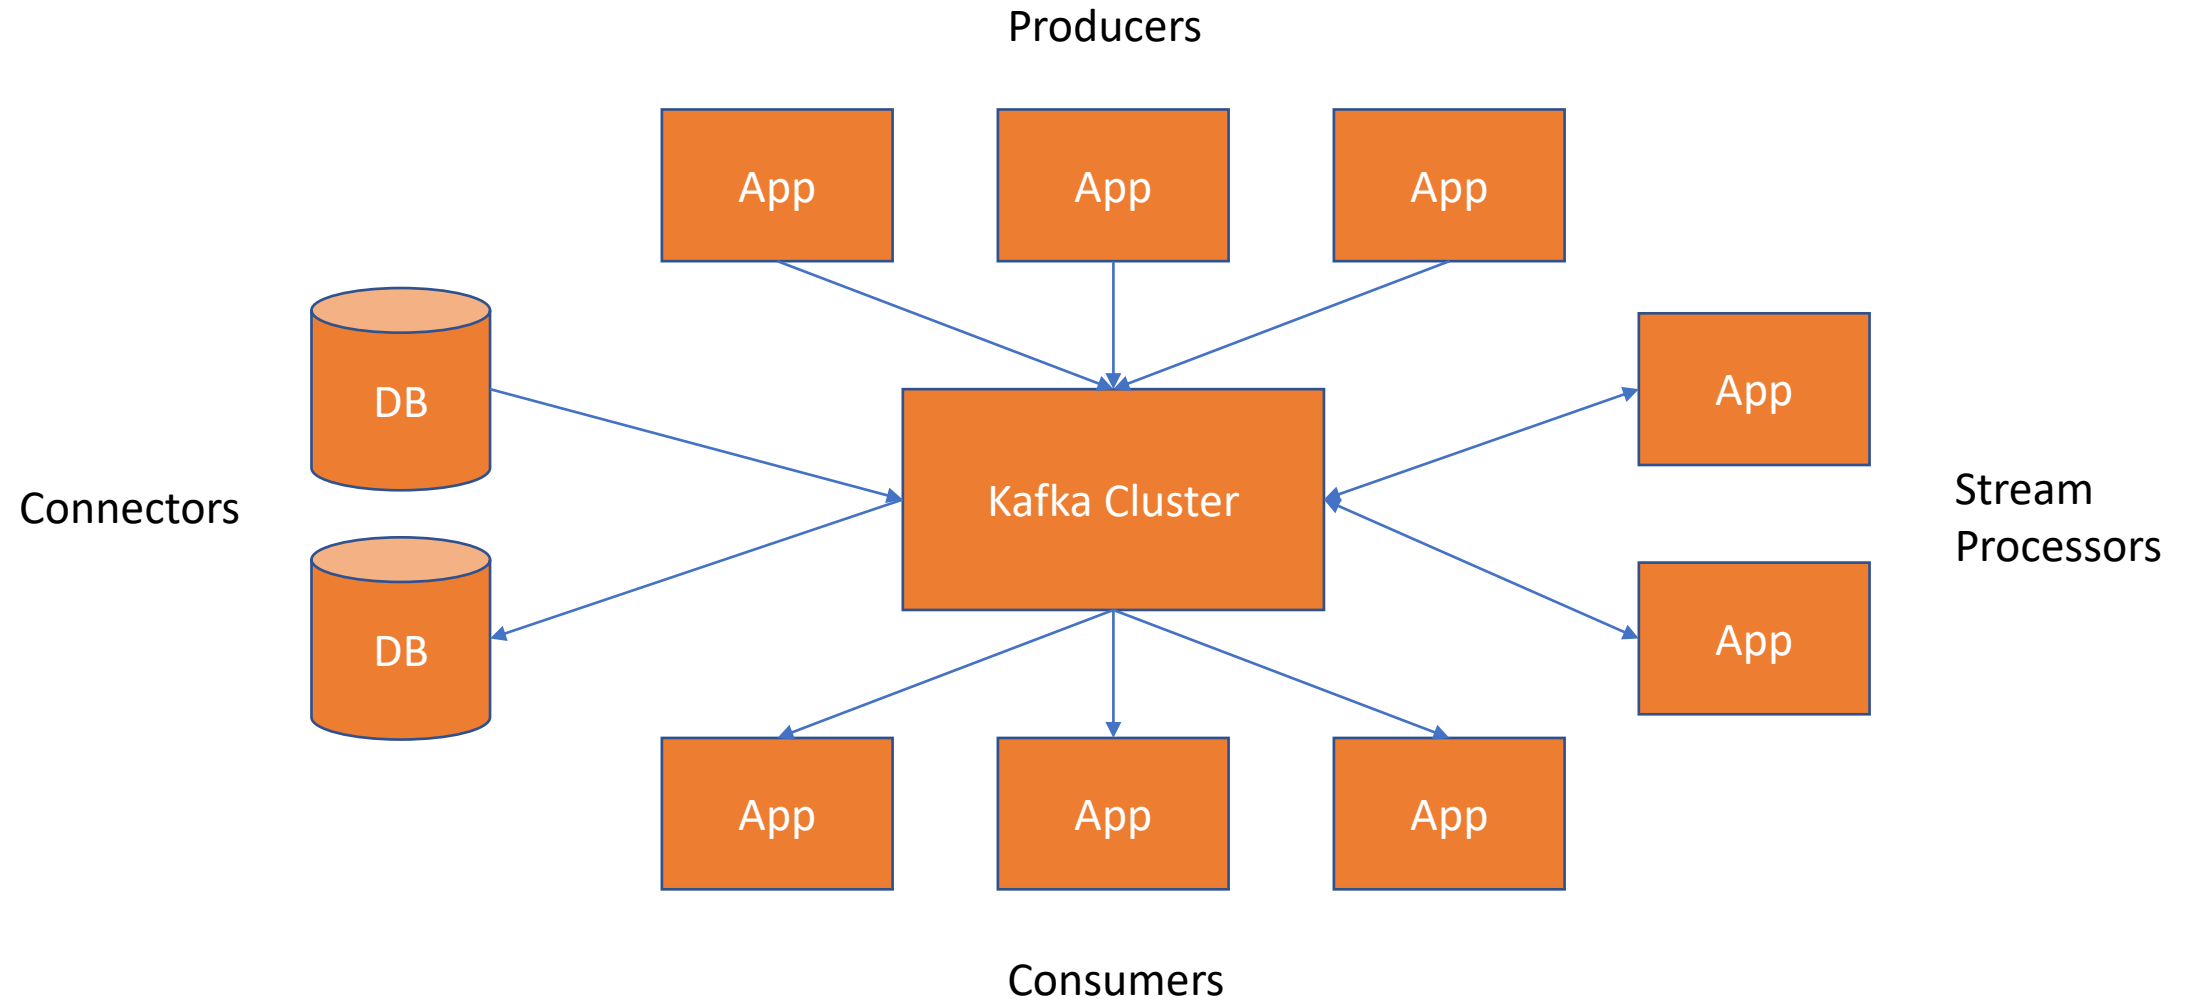 Producers
App
App
App
DB
App
Connectors
Kafka Cluster
Stream
Processors
DB
App
App
App
App
Consumers